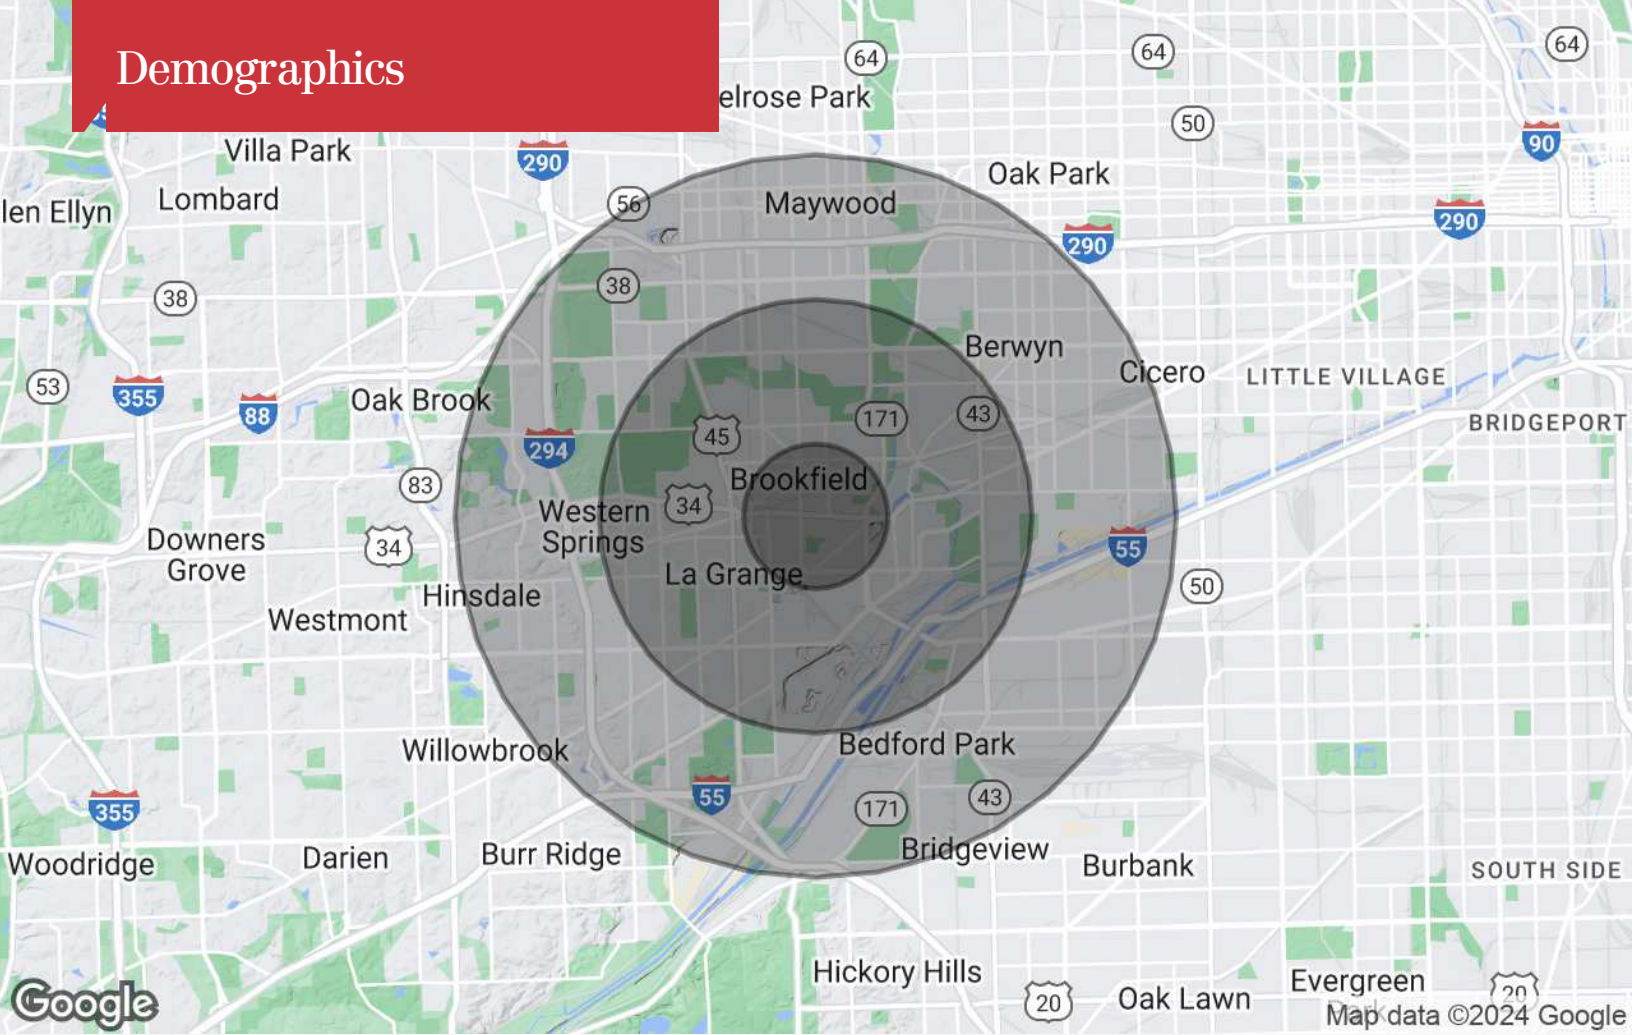 Demographics
64
64
64
elrose Park
50
90
Villa Park
290
Oak Park
Lombard
len Ellyn
56
Maywood
290
290
38
38
Berwyn
Cicero
LITTLE VILLAGE
53
355
88
Oak Brook
171
43
BRIDGEPORT
45
294
Brookfield
83
34
Western
Springs
Downers
Grove
34
55
La Grange
Hinsdale
50
Westmont
Willowbrook
Bedford Park
55
171
43
355
Woodridge
Darien
Burr Ridge
Bridgeview
Burbank
SOUTH SIDE
Hickory Hills
20
Oak Lawn
Evergreen
Park
20
Google
Map data ©2024 Google